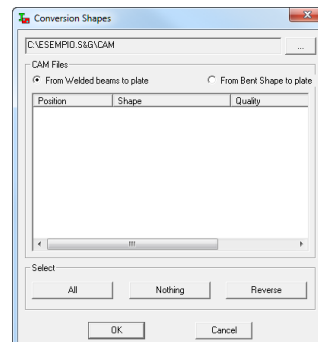 Conversion Shapes
C:\ESEMPIO.S&G\CAM
...
CAM Files
From Welded beams to plate
From Bent Shape to plate
Position Shape Quality
Select
All Nothing Reverse
OK Cancel